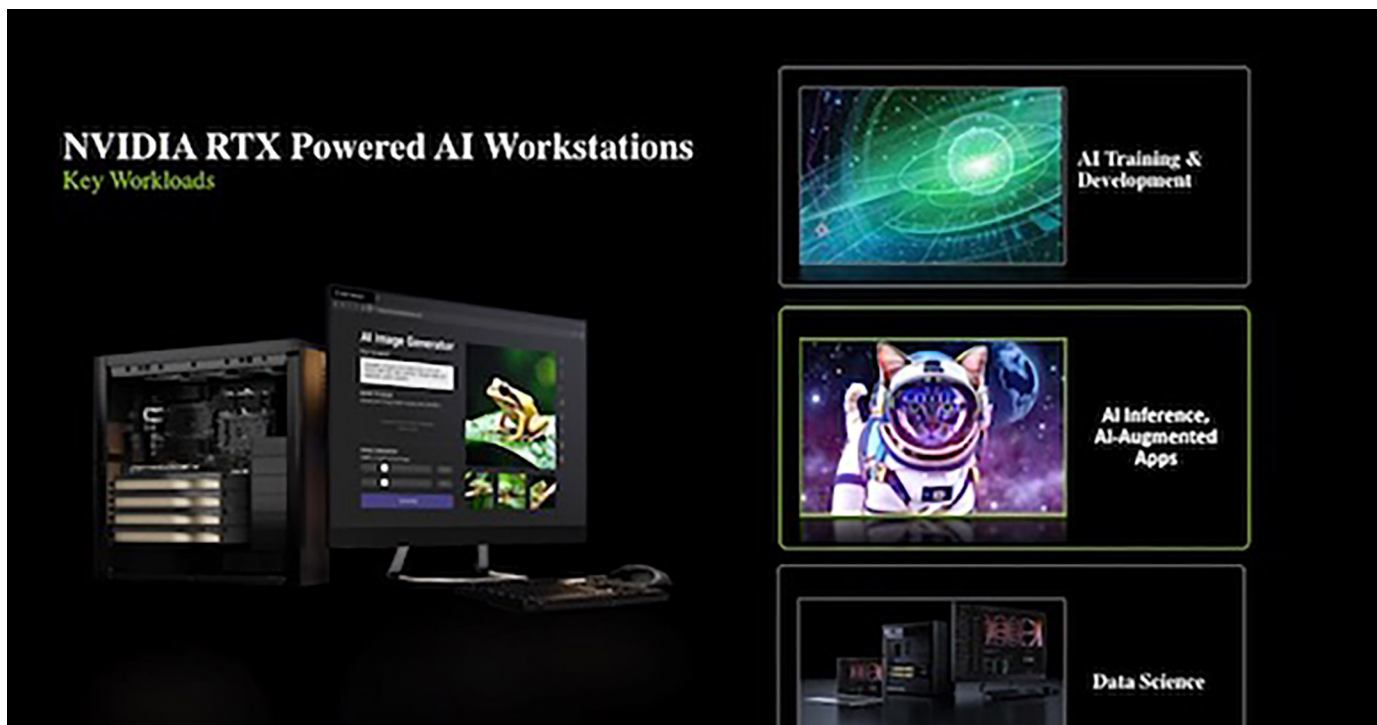 NVIDIA RTX Powered AI Workstations
Key Workloads
AI Image Generator
AI Training &
Development
AI Inference,
AI-Augmented
Apps
Data Science